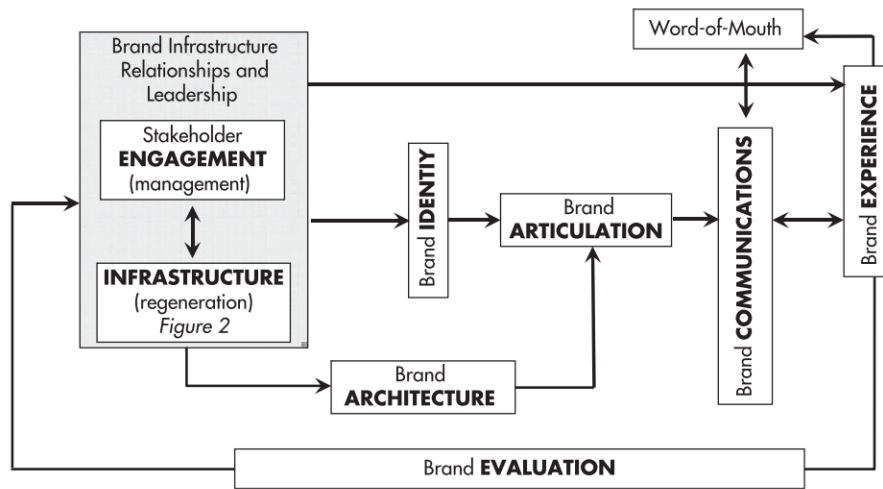 Brand Infrastructure
Relationships and
Leadership
Stakeholder
ENGAGEMENT
(management)
INFRASTRUCTURE
(regeneration)
Figure 2
Brand IDENTIY
Brand
ARCHITECTURE
Brand
ARTICULATION
Brand COMMUNICATIONS
Word-of-Mouth
Brand EXPERIENCE
Brand EVALUATION